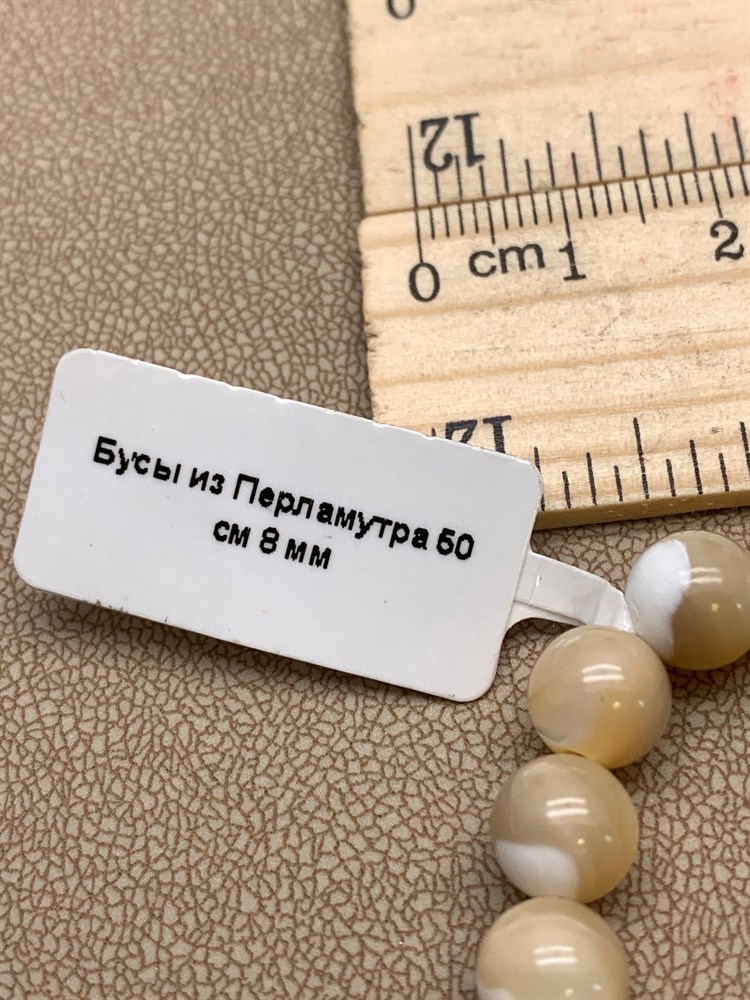 12
0 cm 1 2
Бусы из Перламутра 50
см 8 мм